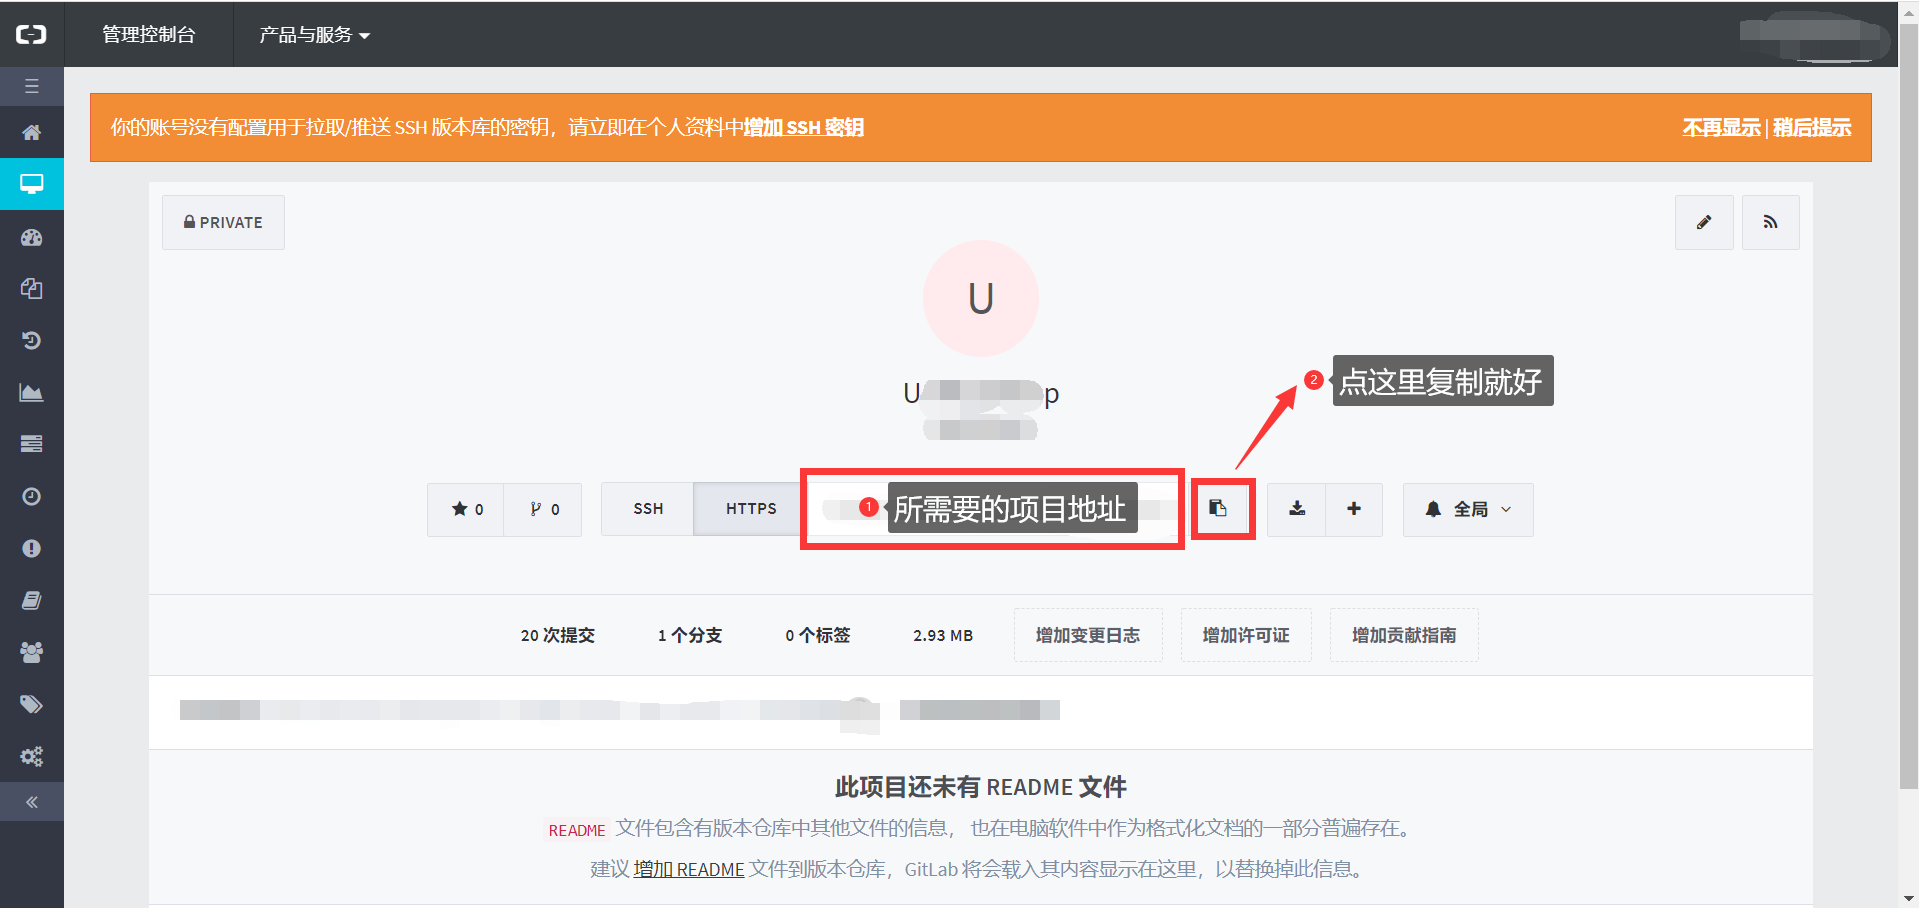 管理控制台 产品与服务
你的账号没有配置用于拉取/推送 SSH 版本库的密钥，请立即在个人资料中增加 SSH 密钥 不再显示 | 稍后提示
PRIVATE
U
U p
2 点这里复制就好
0 0 SSH HTTPS 1 所需要的项目地址 全局
20 次提交 1 个分支 0 个标签 2.93 MB 增加变更日志 增加许可证 增加贡献指南
此项目还未有 README 文件
README 文件包含有版本仓库中其他文件的信息， 也在电脑软件中作为格式化文档的一部分普遍存在。
建议 增加 README 文件到版本仓库，GitLab 将会载入其内容显示在这里，以替换掉此信息。